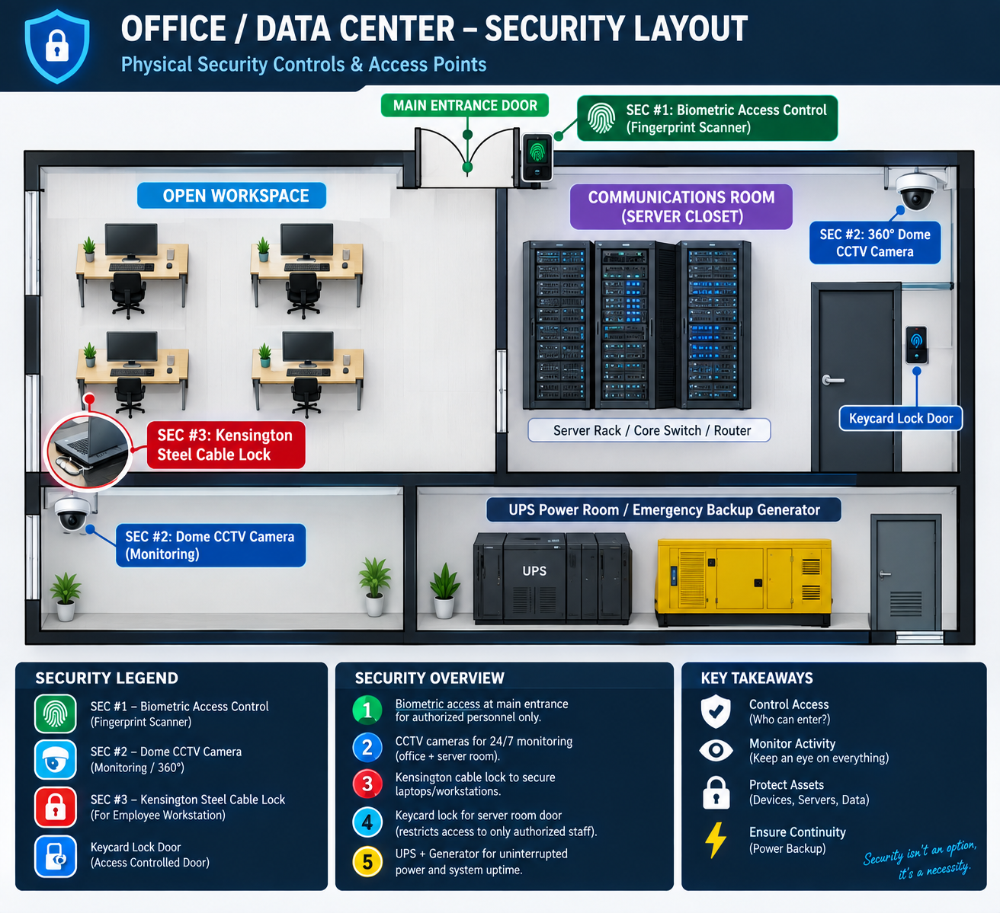 OFFICE / DATA CENTER – SECURITY LAYOUT
Physical Security Controls & Access Points
MAIN ENTRANCE DOOR
SEC #1: Biometric Access Control
(Fingerprint Scanner)
OPEN WORKSPACE
COMMUNICATIONS ROOM
(SERVER CLOSET)
SEC #2: 360° Dome
CCTV Camera
Keycard Lock Door
Server Rack / Core Switch / Router
SEC #3: Kensington
Steel Cable Lock
SEC #2: Dome CCTV Camera
(Monitoring)
UPS Power Room / Emergency Backup Generator
UPS
SECURITY LEGEND
SEC #1 – Biometric Access Control
(Fingerprint Scanner)
SEC #2 – Dome CCTV Camera
(Monitoring / 360°)
SEC #3 – Kensington Steel Cable Lock
(For Employee Workstation)
Keycard Lock Door
(Access Controlled Door)
SECURITY OVERVIEW
1 Biometric access at main entrance
for authorized personnel only.
2 CCTV cameras for 24/7 monitoring
(office + server room).
3 Kensington cable lock to secure
laptops/workstations.
4 Keycard lock for server room door
(restricts access to only authorized staff).
5 UPS + Generator for uninterrupted
power and system uptime.
KEY TAKEAWAYS
Control Access
(Who can enter?)
Monitor Activity
(Keep an eye on everything)
Protect Assets
(Devices, Servers, Data)
Ensure Continuity
(Power Backup)
Security isn't an option,
it's a necessity.